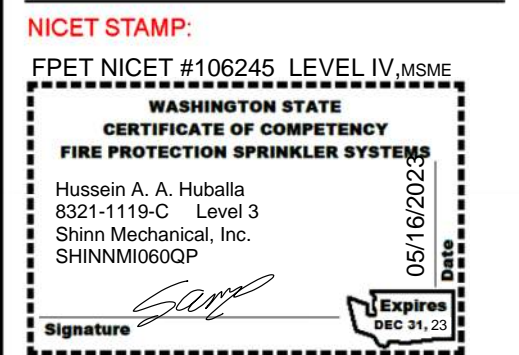 NICET STAMP:
FPET NICET #106245 LEVEL IV,MSME
WASHINGTON STATE
CERTIFICATE OF COMPETENCY
FIRE PROTECTION SPRINKLER SYSTEMS
Hussein A. A. Huballa
8321-1119-C Level 3
Shinn Mechanical, Inc.
SHINNMI060QP
05/16/2023
Date
Signature
Expires
DEC 31, 23